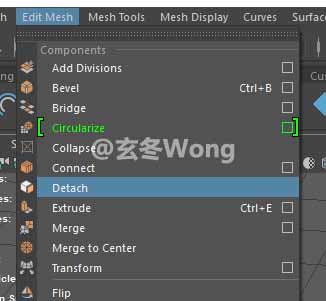 Edit Mesh Mesh Tools Mesh Display Curves Surfac
Components
Add Divisions
Bevel Ctrl+B
Bridge
Circularize
Cus
Collapse
@玄冬Wong
Connect
Detach
Extrude Ctrl+E
Merge
Merge to Center
Transform
Flip